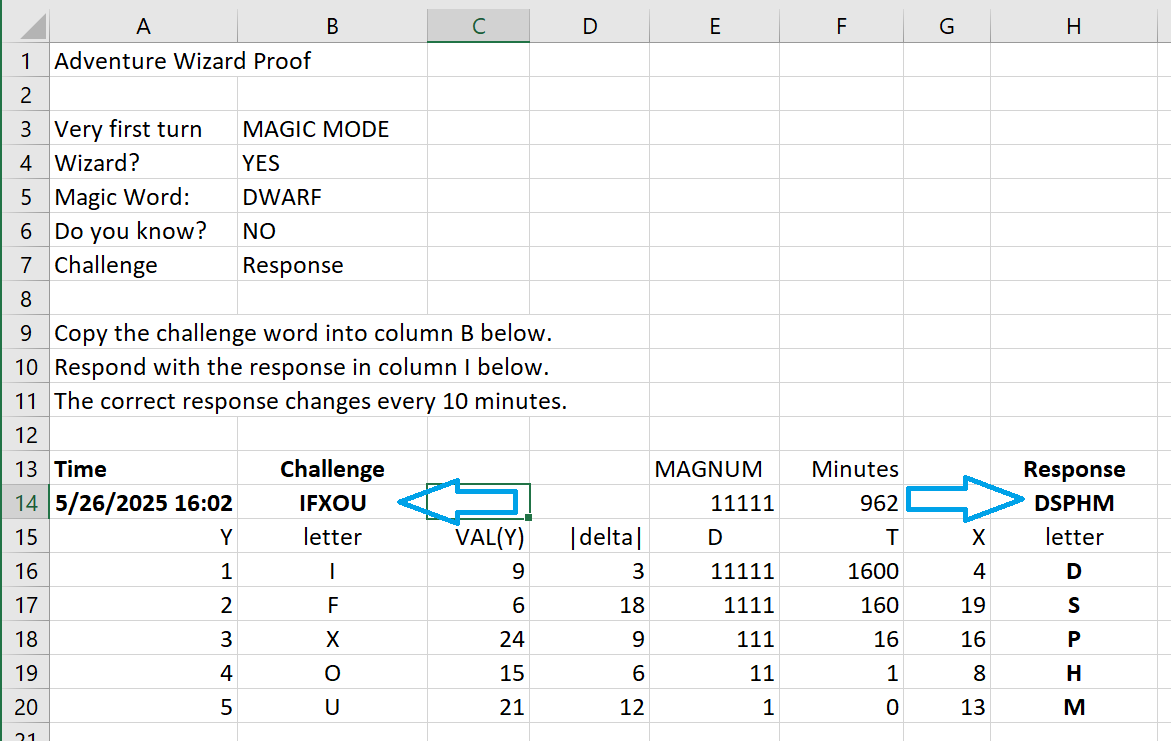 A B C D E F G H
1 Adventure Wizard Proof
2
3 Very first turn MAGIC MODE
4 Wizard? YES
5 Magic Word: DWARF
6 Do you know? NO
7 Challenge Response
8
9 Copy the challenge word into column B below.
10 Respond with the response in column I below.
11 The correct response changes every 10 minutes.
12
13 Time Challenge MAGNUM Minutes Response
14 5/26/2025 16:02 IFXOU 11111 962 DSPHM
15 Y letter VAL(Y) |delta| D T X letter
16 1 I 9 3 11111 1600 4 D
17 2 F 6 18 1111 160 19 S
18 3 X 24 9 111 16 16 P
19 4 O 15 6 11 1 8 H
20 5 U 21 12 1 0 13 M
21